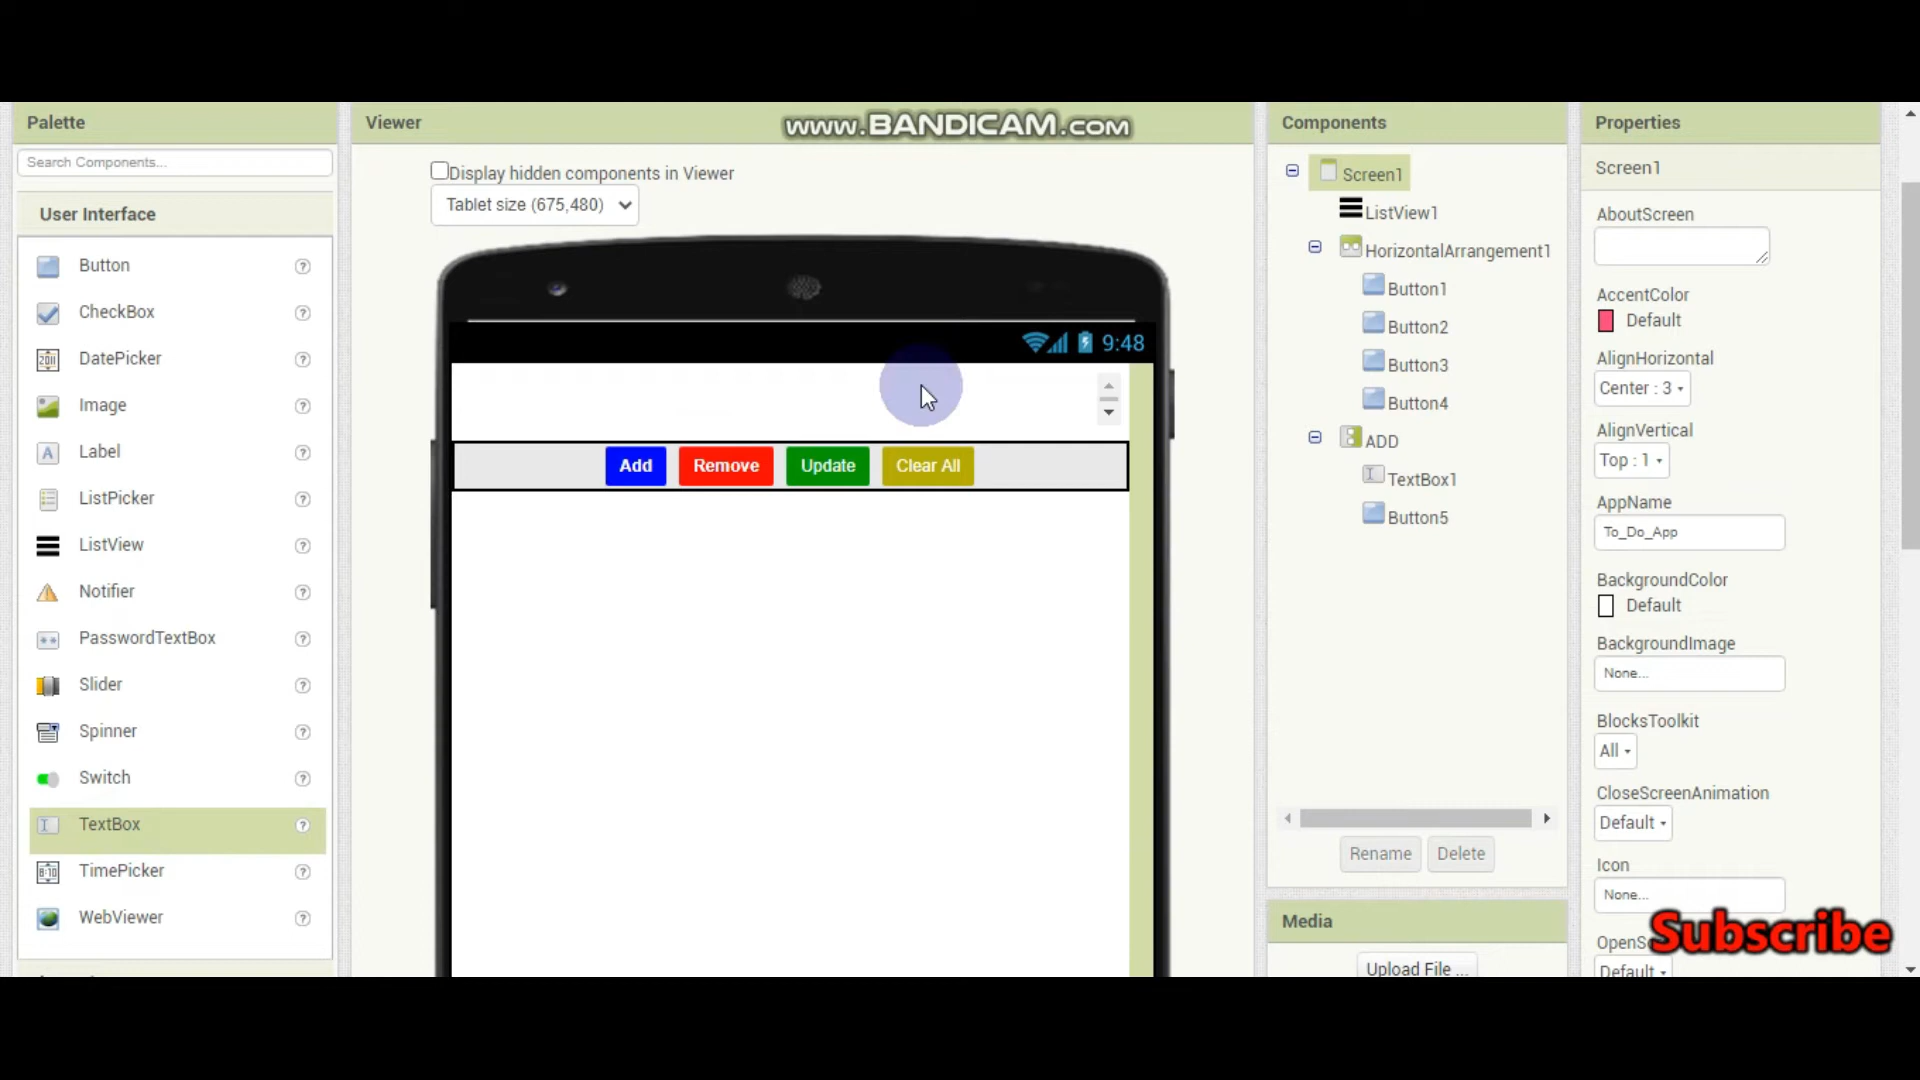 Palette
Search Components...
User Interface
Button
CheckBox
DatePicker
Image
Label
ListPicker
ListView
Notifier
PasswordTextBox
Slider
Spinner
Switch
TextBox
TimePicker
WebViewer
Viewer
www.BANDICAM.com
Display hidden components in Viewer
Tablet size (675,480)
9:48
Add
Remove
Update
Clear All
Components
Screen1
ListView1
HorizontalArrangement1
Button1
Button2
Button3
Button4
ADD
TextBox1
Button5
Rename
Delete
Media
Upload File ...
Properties
Screen1
AboutScreen
AccentColor
Default
AlignHorizontal
Center : 3
AlignVertical
Top : 1
AppName
To_Do_App
BackgroundColor
Default
BackgroundImage
None...
BlocksToolkit
All
CloseScreenAnimation
Default
Icon
None...
Subscribe
Default